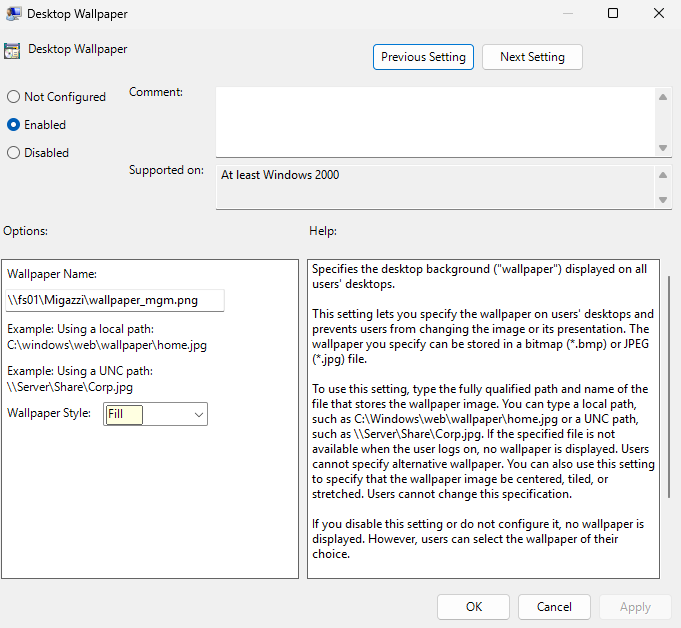 Desktop Wallpaper
Desktop Wallpaper
Previous Setting
Next Setting
Not Configured
Enabled
Disabled
Comment:
Supported on:
At least Windows 2000
Options:
Help:
Wallpaper Name:
\\fs01\Migazzi\wallpaper_mgm.png
Example: Using a local path:
C:\windows\web\wallpaper\home.jpg
Example: Using a UNC path:
\\Server\Share\Corp.jpg
Wallpaper Style:
Fill
Specifies the desktop background ("wallpaper") displayed on all
users' desktops.
This setting lets you specify the wallpaper on users' desktops and
prevents users from changing the image or its presentation. The
wallpaper you specify can be stored in a bitmap (*.bmp) or JPEG
(*.jpg) file.
To use this setting, type the fully qualified path and name of the
file that stores the wallpaper image. You can type a local path,
such as C:\Windows\web\wallpaper\home.jpg or a UNC path,
such as \\Server\Share\Corp.jpg. If the specified file is not
available when the user logs on, no wallpaper is displayed. Users
cannot specify alternative wallpaper. You can also use this setting
to specify that the wallpaper image be centered, tiled, or
stretched. Users cannot change this specification.
If you disable this setting or do not configure it, no wallpaper is
displayed. However, users can select the wallpaper of their
choice.
OK
Cancel
Apply